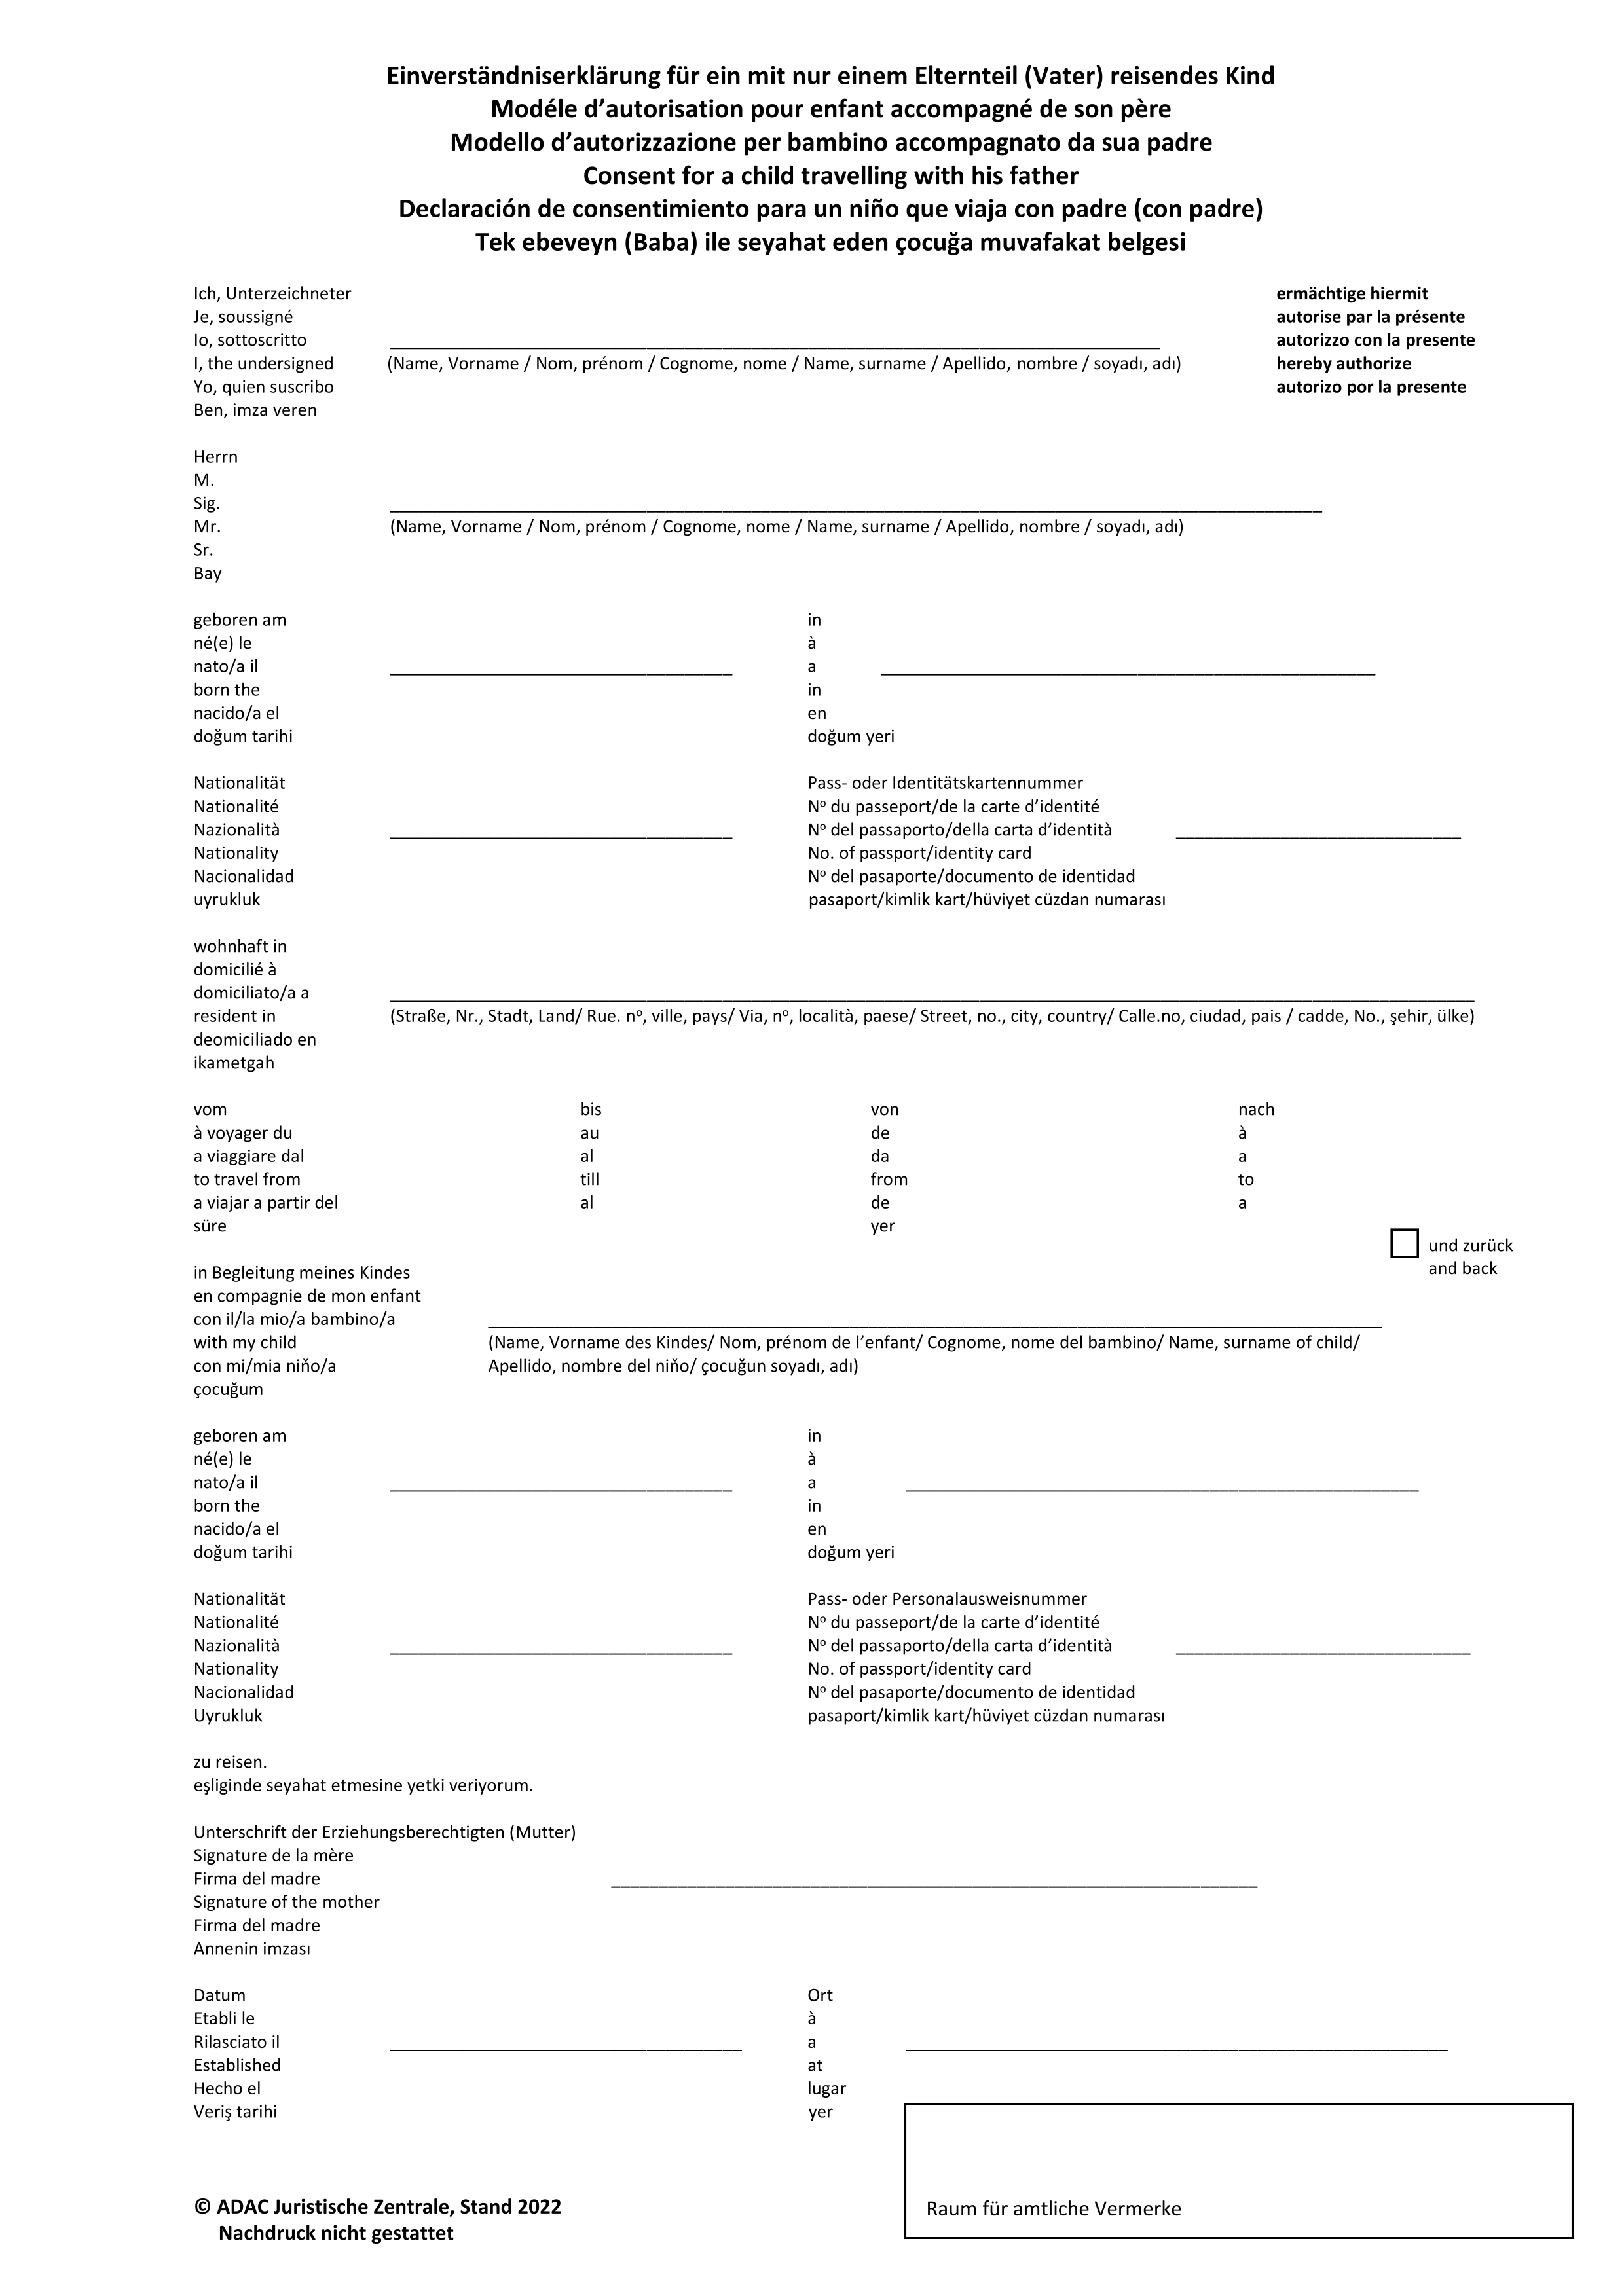 Einverständniserklärung für ein mit nur einem Elternteil (Vater) reisendes Kind
Modéle d’autorisation pour enfant accompagné de son père
Modello d’autorizzazione per bambino accompagnato da sua padre
Consent for a child travelling with his father
Declaración de consentimiento para un niño que viaja con padre (con padre)
Tek ebeveyn (Baba) ile seyahat eden çocuğa muvafakat belgesi
Ich, Unterzeichneter ermächtige hiermit
Je, soussigné autorise par la présente
Io, sottoscritto autorizzo con la presente
I, the undersigned (Name, Vorname / Nom, prénom / Cognome, nome / Name, surname / Apellido, nombre / soyadı, adı) hereby authorize
Yo, quien suscribo autorizo por la presente
Ben, imza veren
Herrn
M.
Sig.
Mr. (Name, Vorname / Nom, prénom / Cognome, nome / Name, surname / Apellido, nombre / soyadı, adı)
Sr.
Bay
geboren am in
né(e) le à
nato/a il a
born the in
nacido/a el en
doğum tarihi doğum yeri
Nationalität Pass- oder Identitätskartennummer
Nationalité Nº du passeport/de la carte d’identité
Nazionalità Nº del passaporto/della carta d’identità
Nationality No. of passport/identity card
Nacionalidad Nº del pasaporte/documento de identidad
uyrukluk pasaport/kimlik kart/hüviyet cüzdan numarası
wohnhaft in
domicilié à
domiciliato/a a
resident in (Straße, Nr., Stadt, Land/ Rue. nº, ville, pays/ Via, nº, località, paese/ Street, no., city, country/ Calle.no, ciudad, pais / cadde, No., şehir, ülke)
deomiciliado en
ikametgah
vom bis von nach
à voyager du au de à
a viaggiare dal al da a
to travel from till from to
a viajar a partir del al de a
süre yer
und zurück
and back
in Begleitung meines Kindes
en compagnie de mon enfant
con il/la mio/a bambino/a
with my child (Name, Vorname des Kindes/ Nom, prénom de l’enfant/ Cognome, nome del bambino/ Name, surname of child/
con mi/mia niño/a Apellido, nombre del niño/ çocuğun soyadı, adı)
çocuğum
geboren am in
né(e) le à
nato/a il a
born the in
nacido/a el en
doğum tarihi doğum yeri
Nationalität Pass- oder Personalausweisnummer
Nationalité Nº du passeport/de la carte d’identité
Nazionalità Nº del passaporto/della carta d’identità
Nationality No. of passport/identity card
Nacionalidad Nº del pasaporte/documento de identidad
Uyrukluk pasaport/kimlik kart/hüviyet cüzdan numarası
zu reisen.
eşliginde seyahat etmesine yetki veriyorum.
Unterschrift der Erziehungsberechtigten (Mutter)
Signature de la mère
Firma del madre
Signature of the mother
Firma del madre
Annenin imzası
Datum Ort
Etabli le à
Rilasciato il a
Established at
Hecho el lugar
Veriş tarihi yer
© ADAC Juristische Zentrale, Stand 2022
Nachdruck nicht gestattet
Raum für amtliche Vermerke